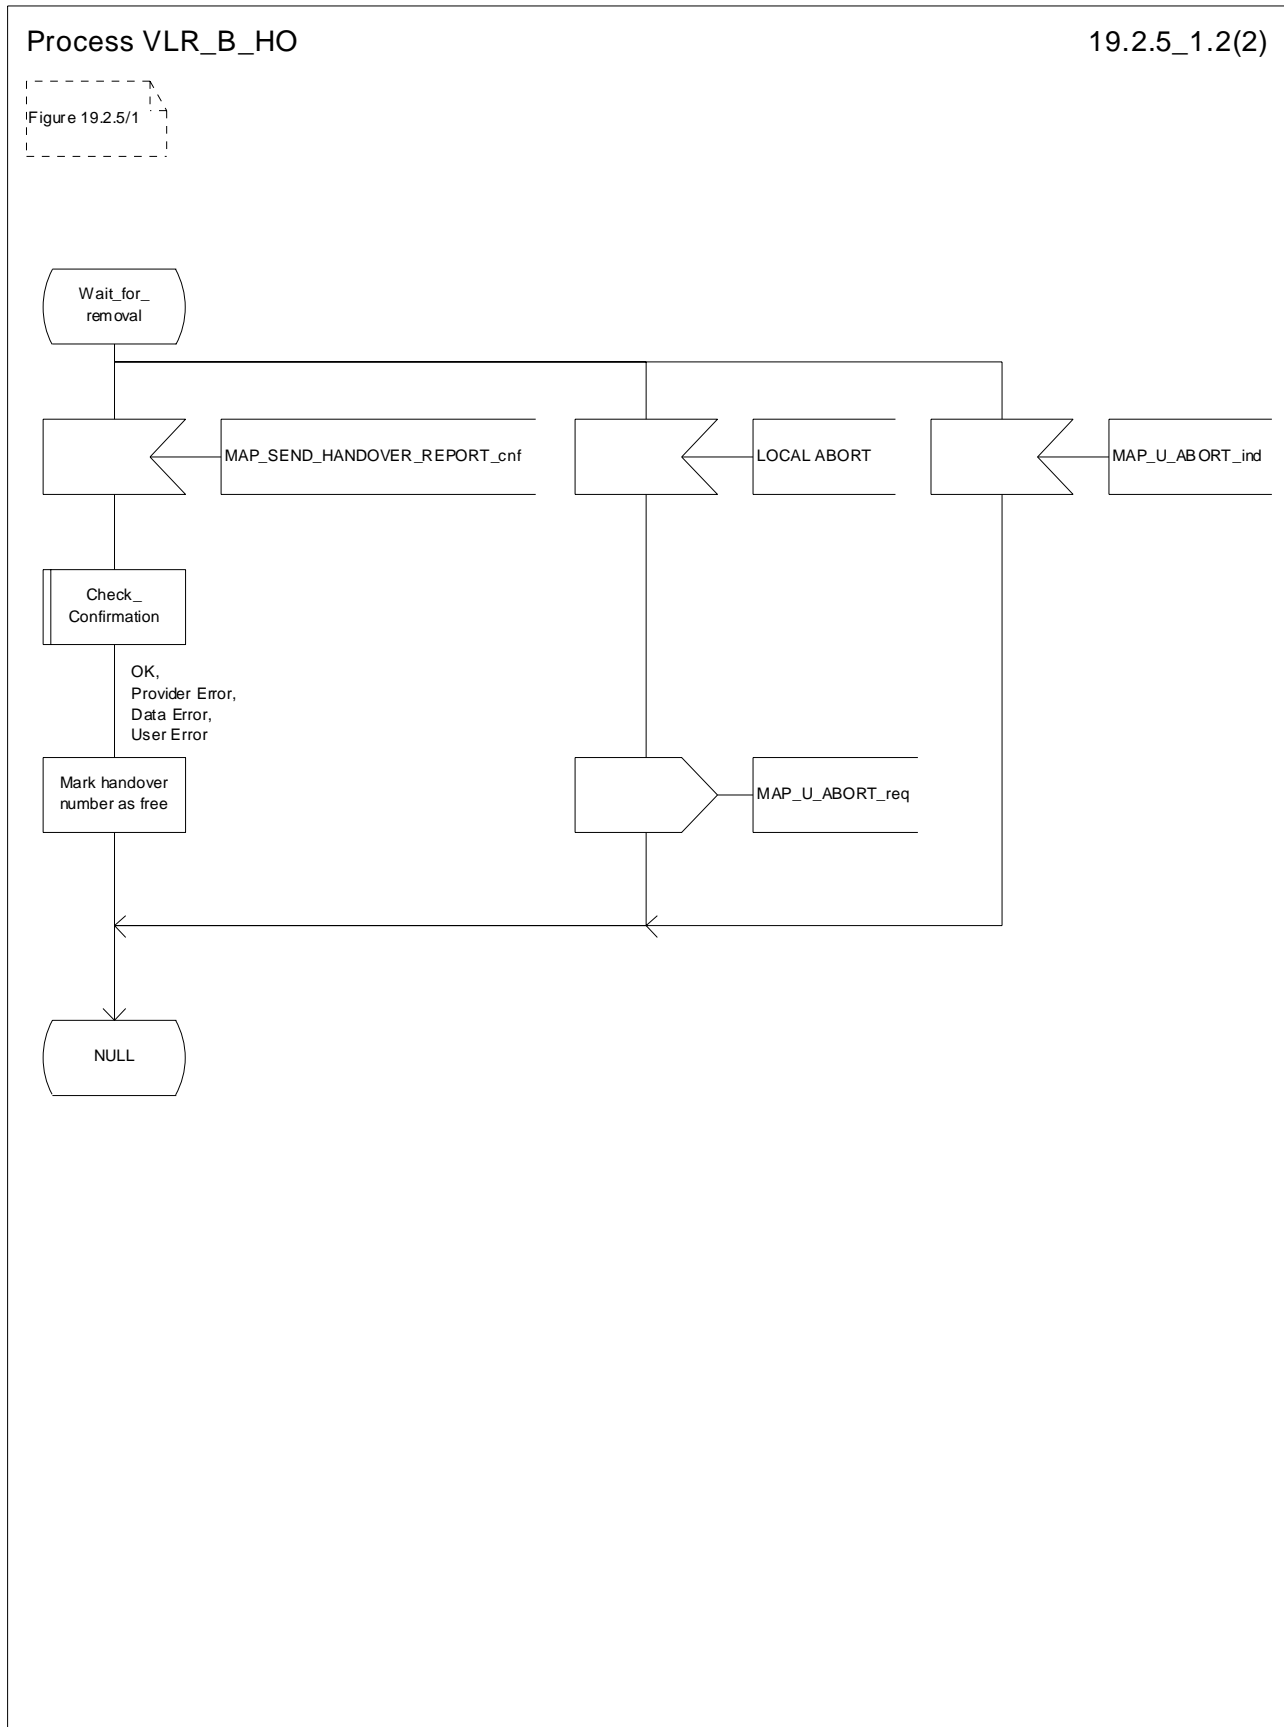 Process VLR_B_HO
19.2.5_1.2(2)
Figure 19.2.5/1
Wait_for_
removal
MAP_SEND_HANDOVER_REPORT_cnf
LOCAL ABORT
MAP_U_ABORT_ind
Check_
Confirmation
OK,
Provider Error,
Data Error,
User Error
Mark handover
number as free
MAP_U_ABORT_req
NULL